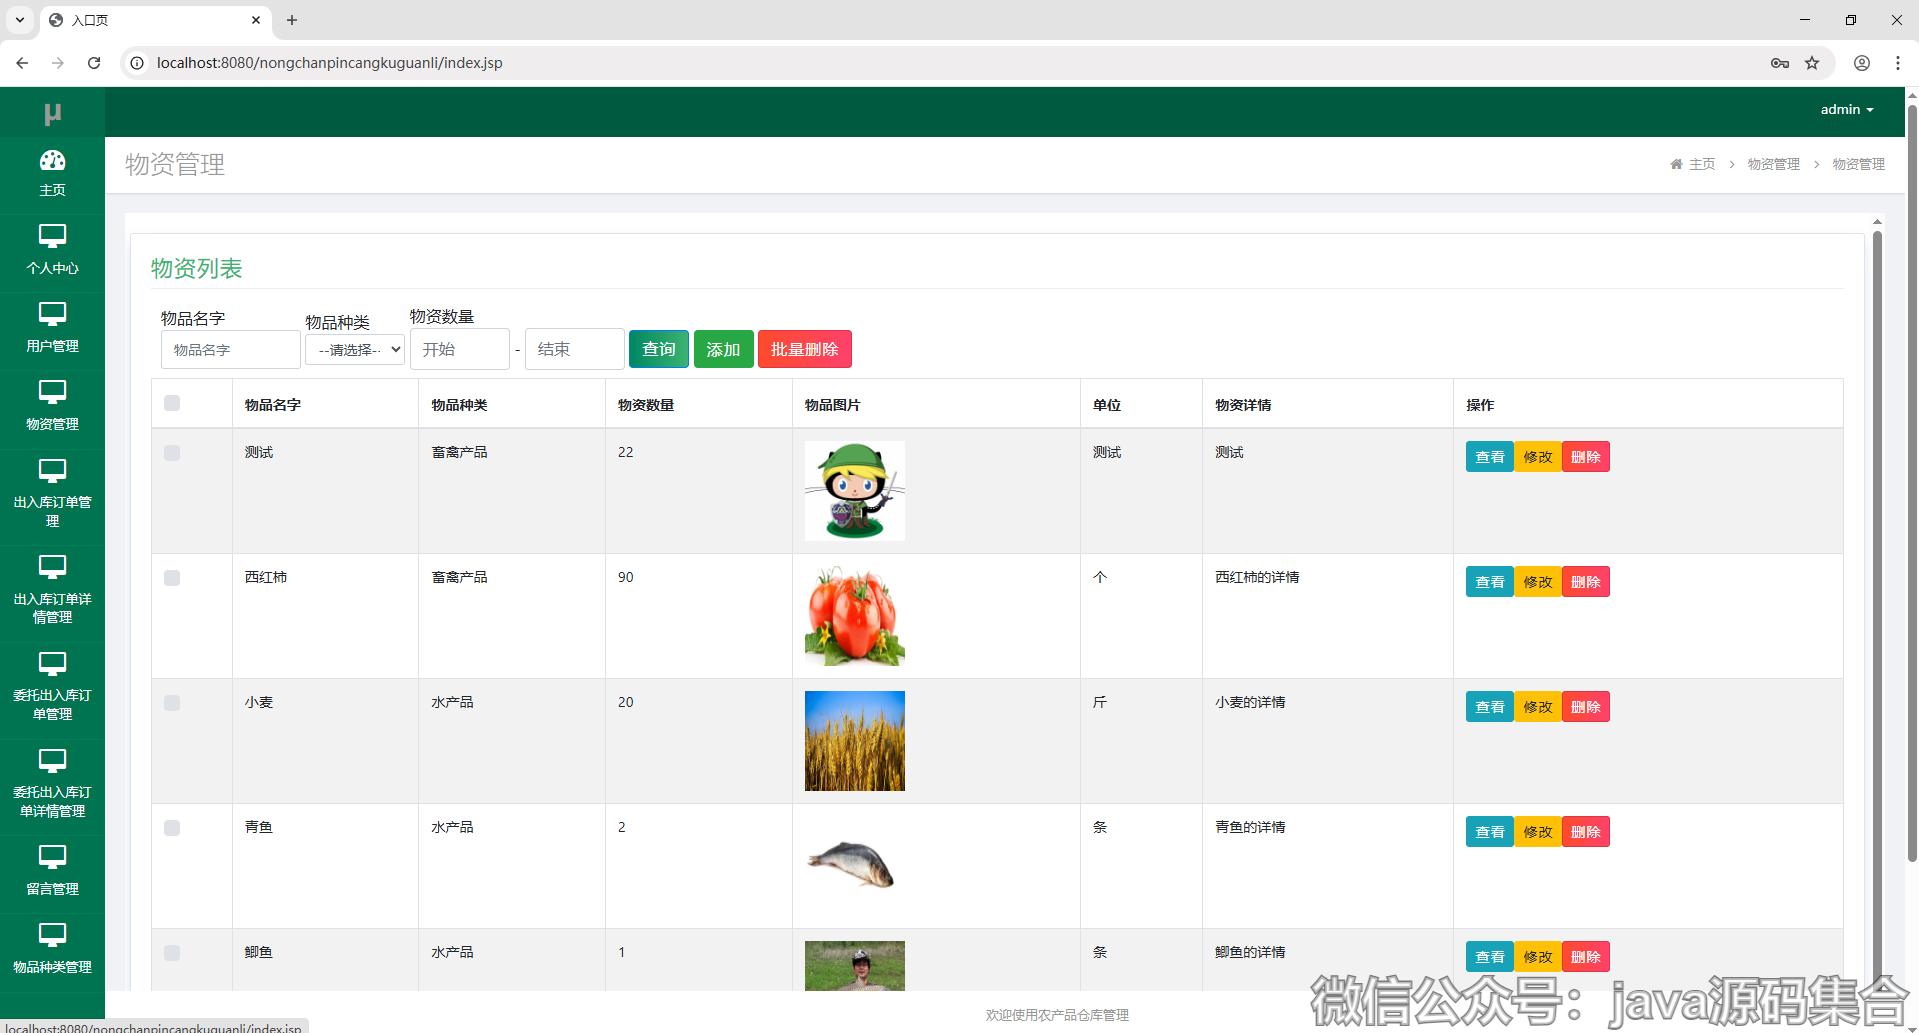 入口页
localhost:8080/nongchanpincangkuguanli/index.jsp
μ
admin
主页
个人中心
用户管理
物资管理
出入库订单管
理
出入库订单详
情管理
委托出入库订
单管理
委托出入库订
单详情管理
留言管理
物品种类管理
物资管理
主页 > 物资管理 > 物资管理
物资列表
物品名字 物品种类 物资数量
物品名字 --请选择-- 开始 - 结束 查询 添加 批量删除
物品名字 物品种类 物资数量 物品图片 单位 物资详情 操作
测试 畜禽产品 22 测试 测试 查看 修改 删除
西红柿 畜禽产品 90 个 西红柿的详情 查看 修改 删除
小麦 水产品 20 斤 小麦的详情 查看 修改 删除
青鱼 水产品 2 条 青鱼的详情 查看 修改 删除
鲫鱼 水产品 1 条 鲫鱼的详情 查看 修改 删除
欢迎使用农产品仓库管理
微信公众号：java源码集合
localhost:8080/nongchanpincangkuguanli/index.jsp